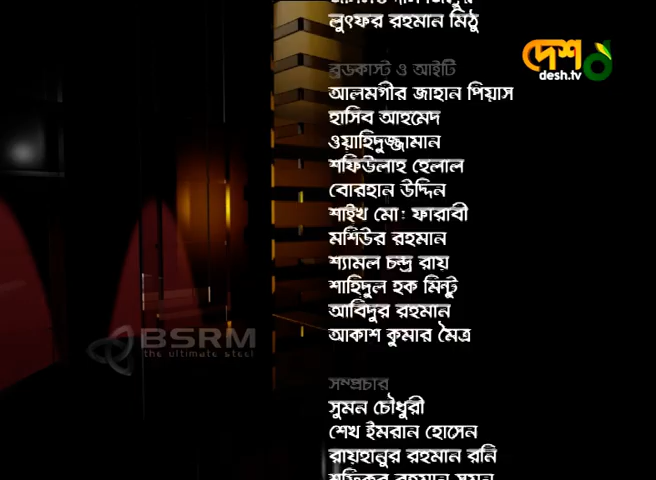 লুৎফর রহমান মিঠু
দেশ
desh.tv
ব্রডকাস্ট ও আইটি
আলমগীর জাহান পিয়াস
হাসিব আহমেদ
ওয়াহিদুজ্জামান
শফিউলাহ হেলাল
বোরহান উদ্দিন
শাইখ মো: ফারাবী
মশিউর রহমান
শ্যামল চন্দ্র রায়
শাহিদুল হক মিন্টু
আবিদুর রহমান
আকাশ কুমার মৈত্র
BSRM
the ultimate steel
সম্প্রচার
সুমন চৌধুরী
শেখ ইমরান হোসেন
রায়হানুর রহমান রনি